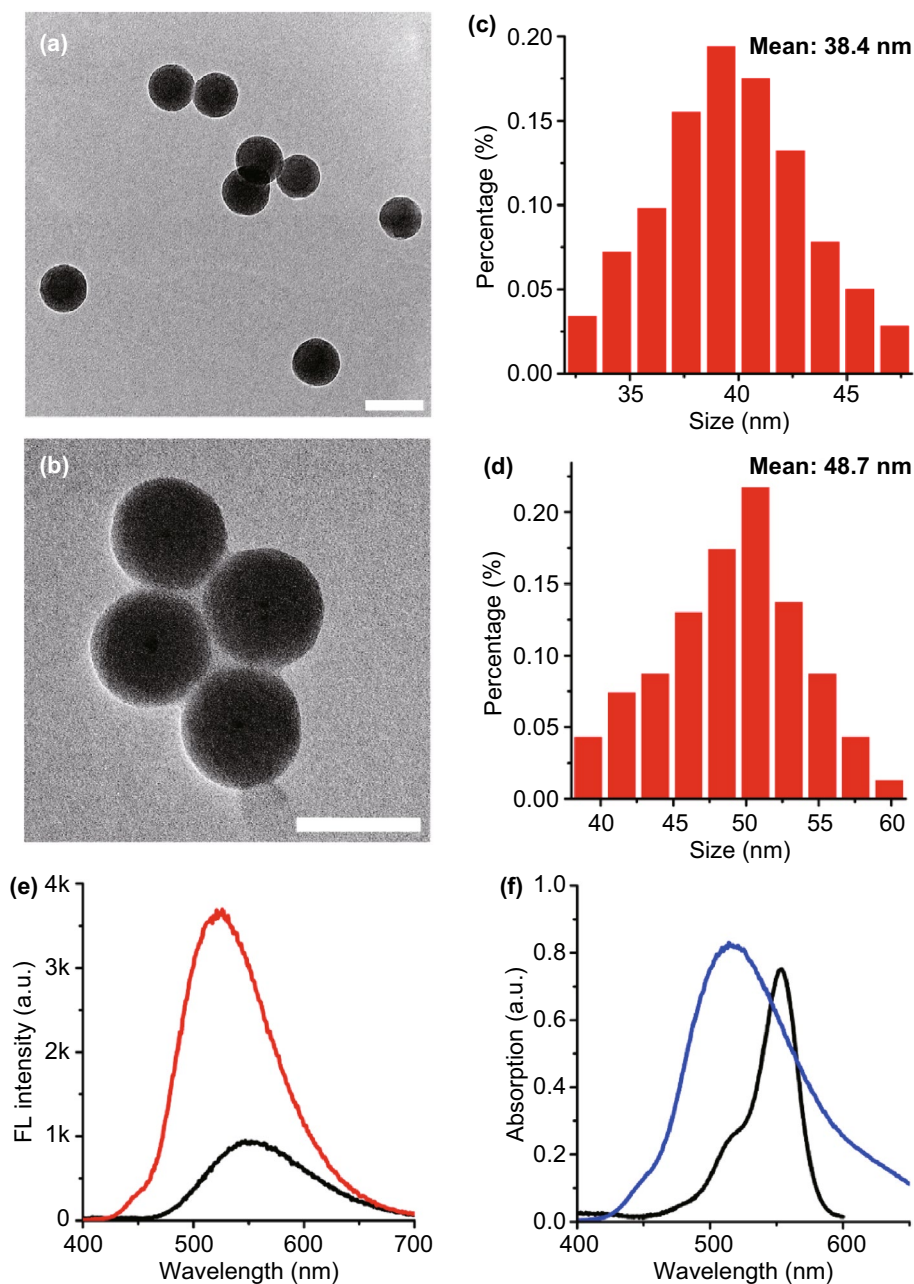 (a)
(b)
(c)
Mean: 38.4 nm
Percentage (%)
0.20
0.15
0.10
0.05
0.00
35 40 45
Size (nm)
(d)
Mean: 48.7 nm
Percentage (%)
0.20
0.15
0.10
0.05
0.00
40 45 50 55 60
Size (nm)
(e)
FL intensity (a.u.)
4k
3k
2k
1k
0
400 500 600 700
Wavelength (nm)
(f)
Absorption (a.u.)
1.0
0.8
0.6
0.4
0.2
0.0
400 500 600
Wavelength (nm)